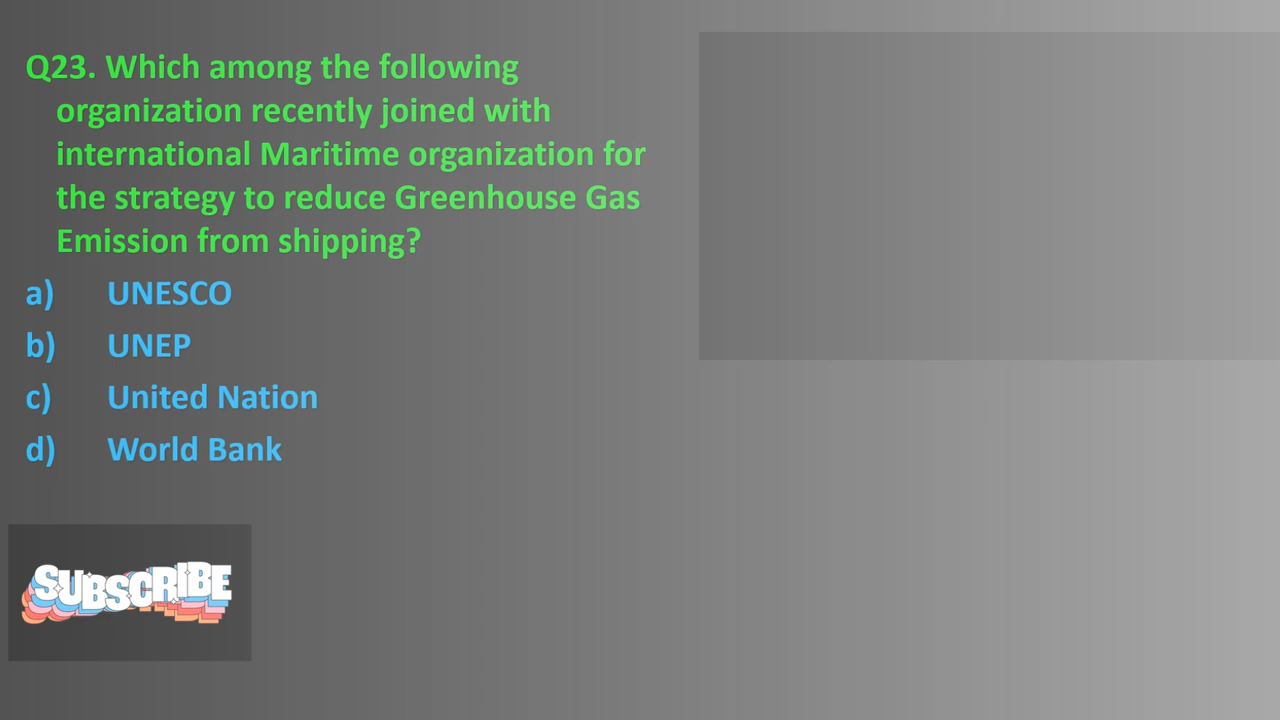 Q23. Which among the following
organization recently joined with
international Maritime organization for
the strategy to reduce Greenhouse Gas
Emission from shipping?
a) UNESCO
b) UNEP
c) United Nation
d) World Bank
SUBSCRIBE